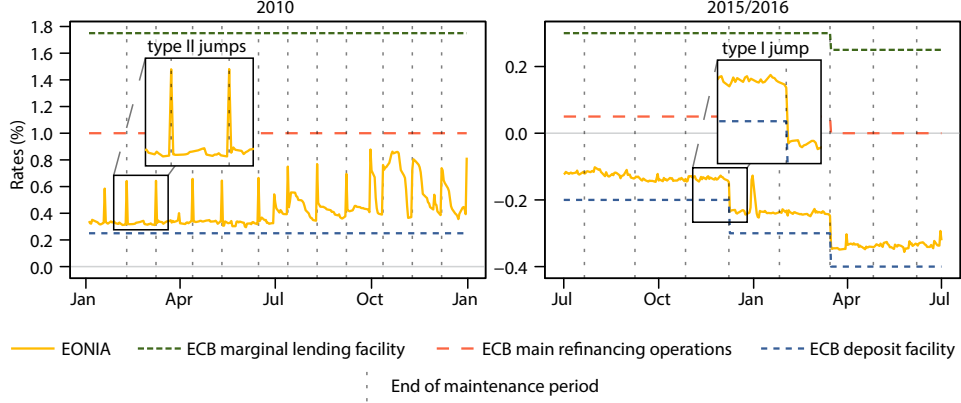 2010
2015/2016
Rates (%)
1.8
1.6
1.4
1.2
1.0
0.8
0.6
0.4
0.2
0.0
type II jumps
Jan
Apr
Jul
Oct
Jan
0.2
0.0
−0.2
−0.4
type I jump
Jul
Oct
Jan
Apr
Jul
EONIA
ECB marginal lending facility
ECB main refinancing operations
ECB deposit facility
End of maintenance period